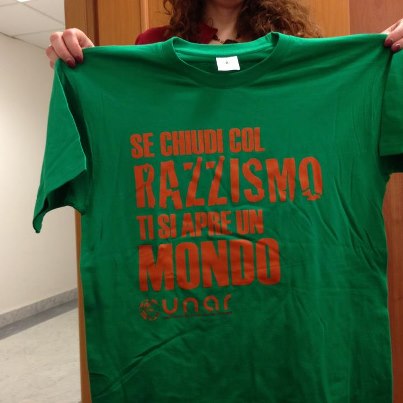 SE CHIUDI COL
RAZZISMO
TI SI APRE UN
MONDO
unar